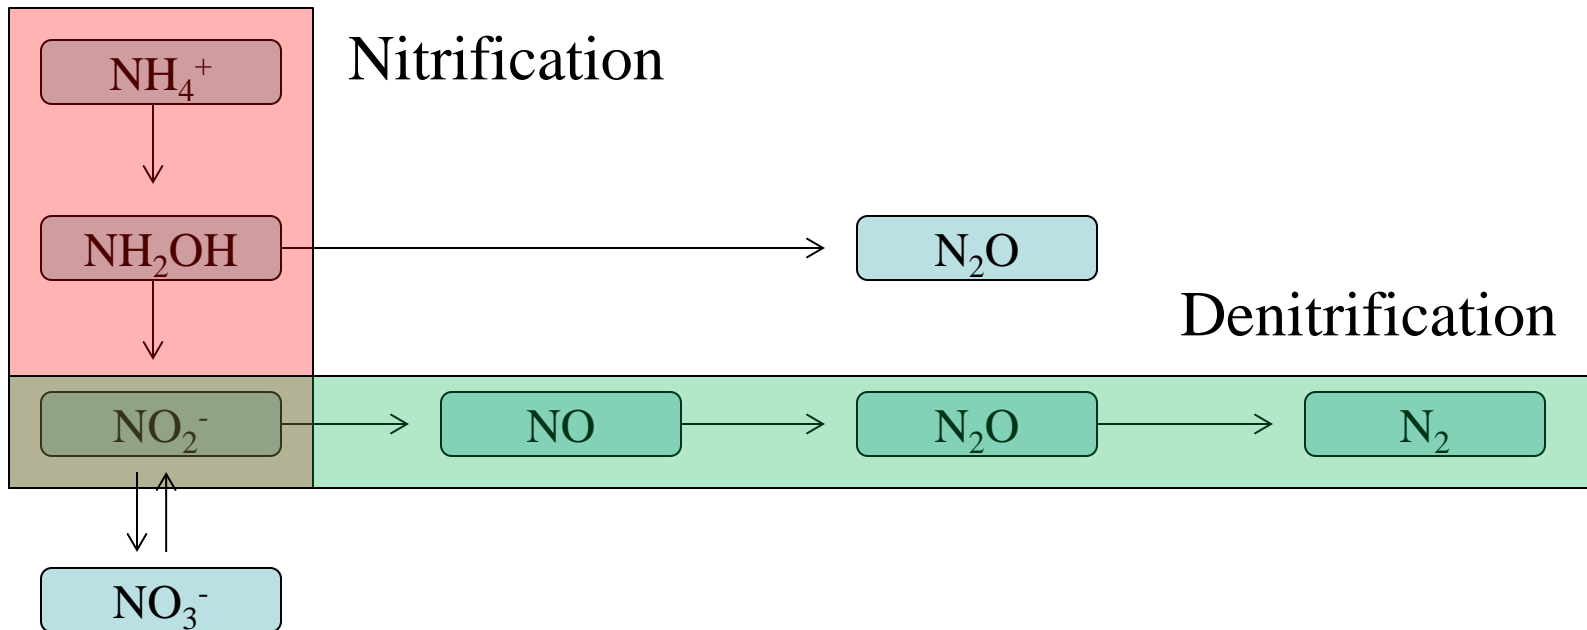 NH₄⁺
Nitrification
NH₂OH
N₂O
Denitrification
NO₂⁻
NO
N₂O
N₂
NO₃⁻